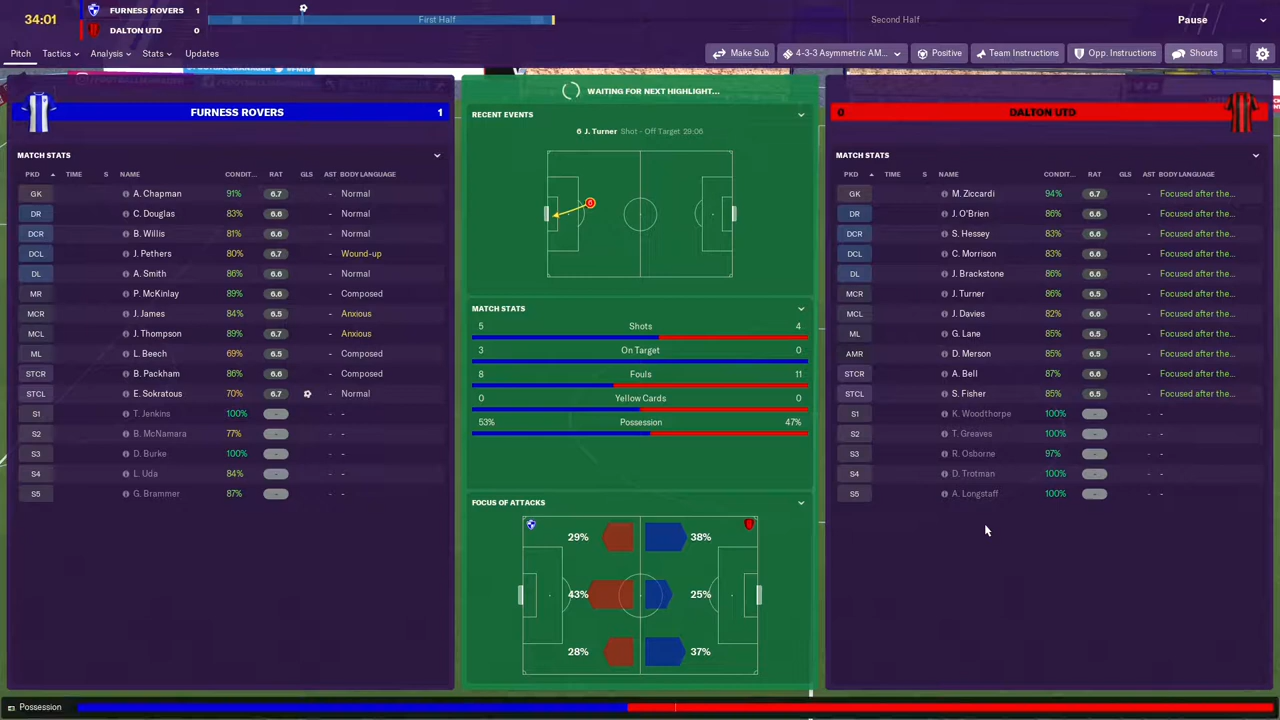 34:01
FURNESS ROVERS 1
DALTON UTD 0
First Half
Second Half
Pause
Pitch Tactics Analysis Stats Updates
Make Sub 4-3-3 Asymmetric AM... Positive Team Instructions Opp. Instructions Shouts
FURNESS ROVERS 1
MATCH STATS
PKD TIME S NAME CONDIT... RAT GLS AST BODY LANGUAGE
GK A. Chapman 91% 6.7 - Normal
DR C. Douglas 83% 6.6 - Normal
DCR B. Willis 81% 6.6 - Normal
DCL J. Pethers 80% 6.7 - Wound-up
DL A. Smith 86% 6.6 - Normal
MR P. McKinlay 89% 6.6 - Composed
MCR J. James 84% 6.5 - Anxious
MCL J. Thompson 89% 6.7 - Anxious
ML L. Beech 69% 6.5 - Composed
STCR B. Packham 86% 6.6 - Composed
STCL E. Sokratous 70% 6.7 - Normal
S1 T. Jenkins 100% - - -
S2 B. McNamara 77% - - -
S3 D. Burke 100% - - -
S4 L. Uda 84% - - -
S5 G. Brammer 87% - - -
WAITING FOR NEXT HIGHLIGHT...
RECENT EVENTS
6 J. Turner Shot - Off Target 29:06
MATCH STATS
5 Shots 4
3 On Target 0
8 Fouls 11
0 Yellow Cards 0
53% Possession 47%
FOCUS OF ATTACKS
29% 38%
43% 25%
28% 37%
0 DALTON UTD
MATCH STATS
PKD TIME S NAME CONDIT... RAT GLS AST BODY LANGUAGE
GK M. Ziccardi 94% 6.7 - Focused after the...
DR J. O'Brien 86% 6.6 - Focused after the...
DCR S. Hessey 83% 6.6 - Focused after the...
DCL C. Morrison 83% 6.6 - Focused after the...
DL J. Brackstone 86% 6.6 - Focused after the...
MCR J. Turner 86% 6.5 - Focused after the...
MCL J. Davies 82% 6.6 - Focused after the...
ML G. Lane 85% 6.5 - Focused after the...
AMR D. Merson 85% 6.5 - Focused after the...
STCR A. Bell 87% 6.6 - Focused after the...
STCL S. Fisher 85% 6.5 - Focused after the...
S1 K. Woodthorpe 100% - - -
S2 T. Greaves 100% - - -
S3 R. Osborne 97% - - -
S4 D. Trotman 100% - - -
S5 A. Longstaff 100% - - -
Possession